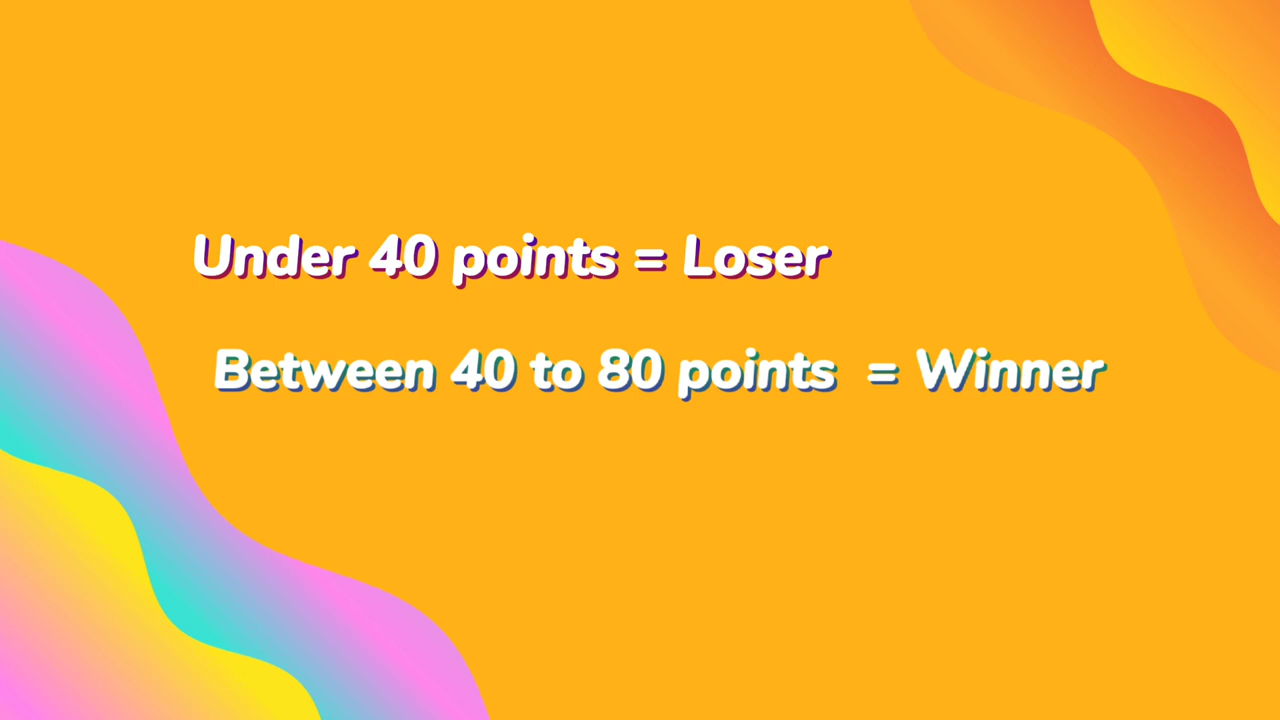 Under 40 points = Loser
Between 40 to 80 points = Winner